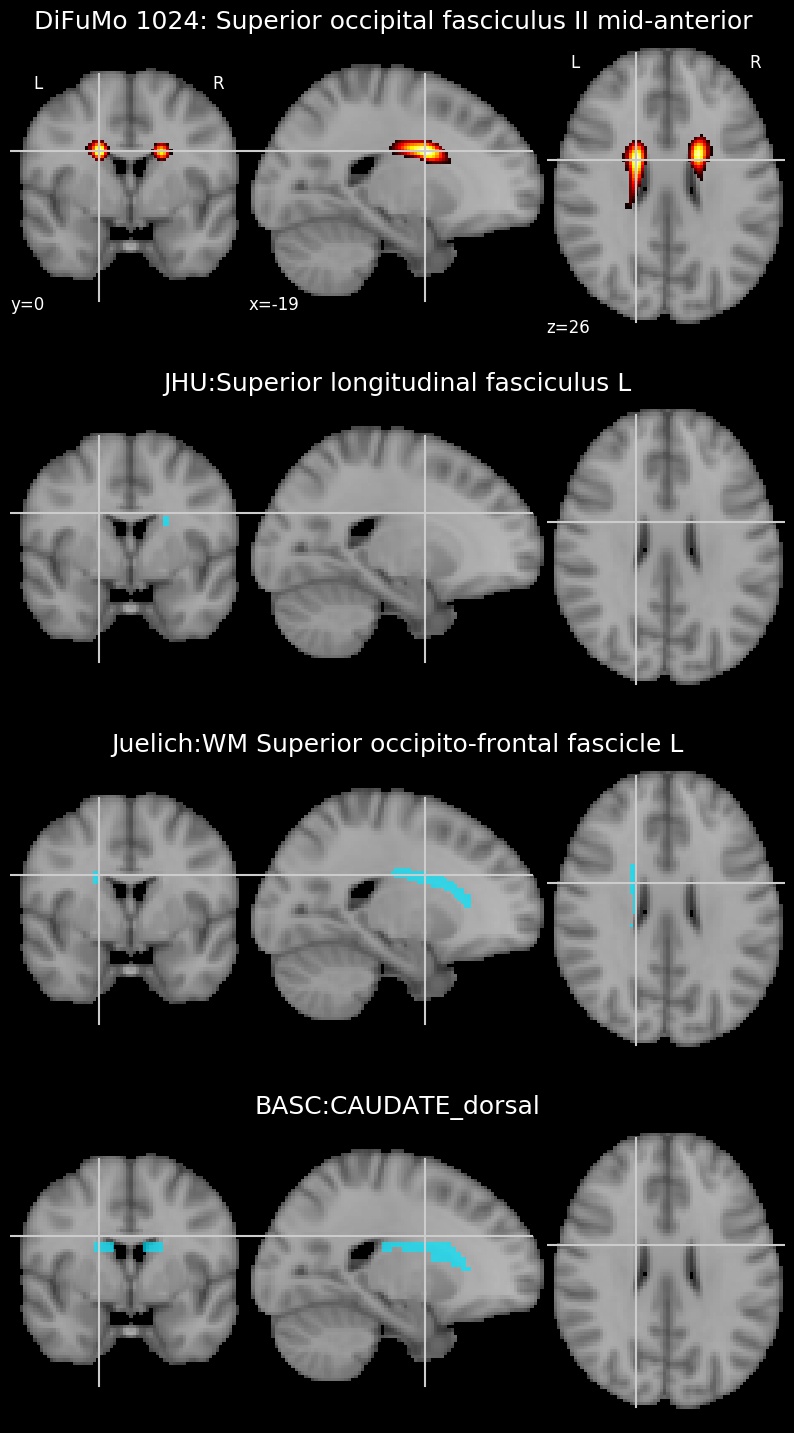 DiFuMo 1024: Superior occipital fasciculus II mid-anterior
L R
L R
y=0
x=-19
z=26
JHU:Superior longitudinal fasciculus L
Juelich:WM Superior occipito-frontal fascicle L
BASC:CAUDATE_dorsal